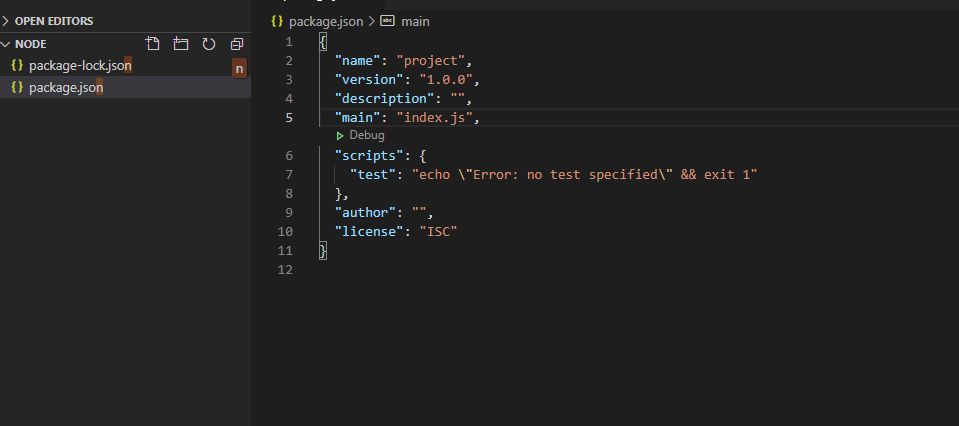 OPEN EDITORS
NODE
package-lock.json
n
package.json
{} package.json > abc main
1 {
2 "name": "project",
3 "version": "1.0.0",
4 "description": "",
5 "main": "index.js",
Debug
6 "scripts": {
7 "test": "echo \"Error: no test specified\" && exit 1"
8 },
9 "author": "",
10 "license": "ISC"
11 }
12